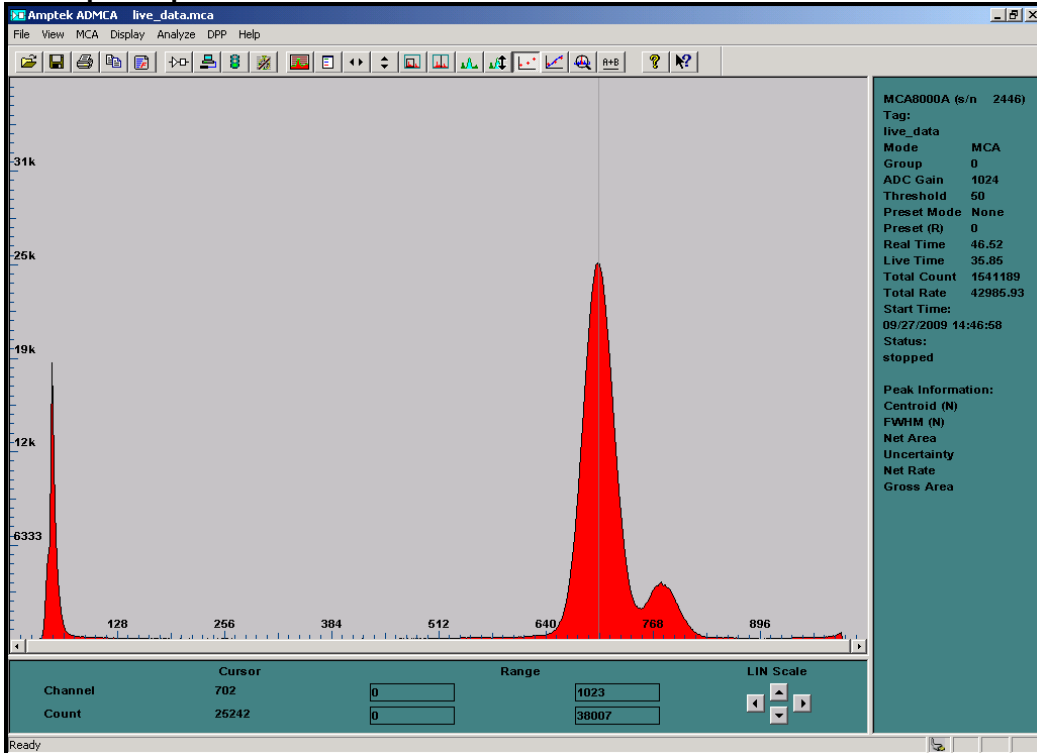 Amptek ADMCA live_data.mca
File View MCA Display Analyze DPP Help
A+B
31k
25k
19k
12k
6333
128 256 384 512 640 768 896
MCA8000A (s/n 2446)
Tag:
live_data
Mode MCA
Group 0
ADC Gain 1024
Threshold 50
Preset Mode None
Preset (R) 0
Real Time 46.52
Live Time 35.85
Total Count 1541189
Total Rate 42985.93
Start Time:
09/27/2009 14:46:58
Status:
stopped
Peak Information:
Centroid (N)
FWHM (N)
Net Area
Uncertainty
Net Rate
Gross Area
Cursor Range LIN Scale
Channel 702 0 1023
Count 25242 0 38007
Ready